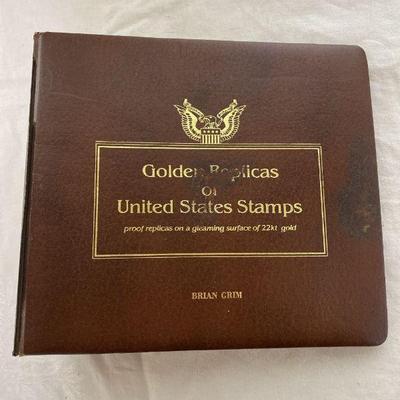 Golden Replicas
Of
United States Stamps
proof replicas on a gleaming surface of 22kt gold
BRIAN GRIM